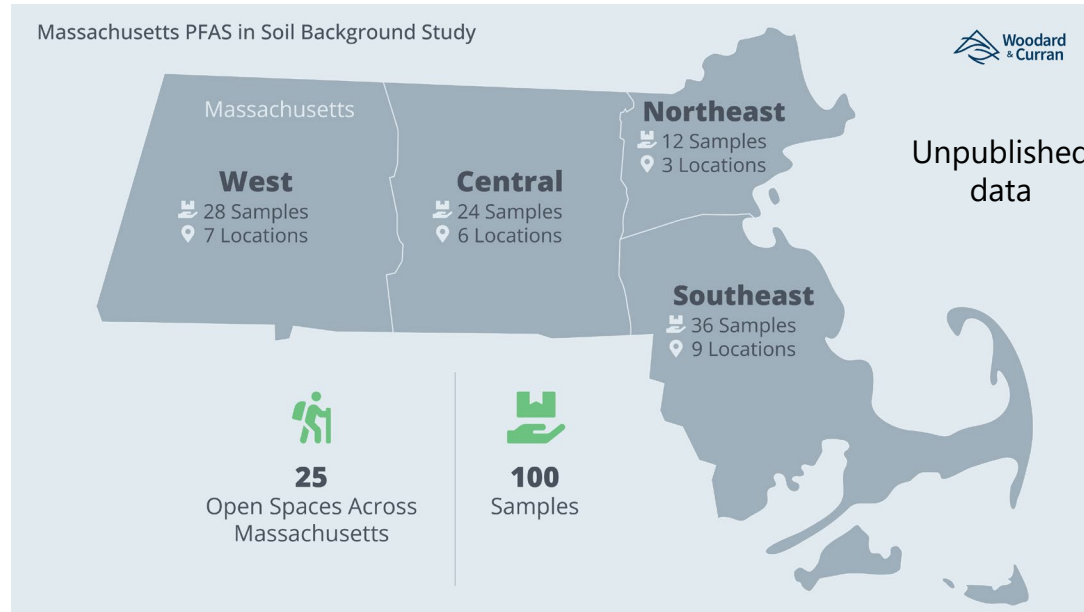 Massachusetts PFAS in Soil Background Study
Woodard
& Curran
Unpublished
data
Massachusetts
West
28 Samples
7 Locations
Central
24 Samples
6 Locations
Northeast
12 Samples
3 Locations
Southeast
36 Samples
9 Locations
25
Open Spaces Across
Massachusetts
100
Samples